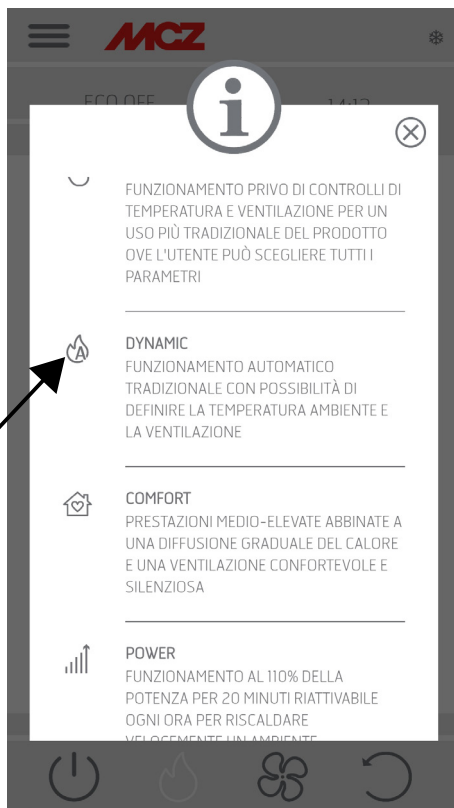 MCZ
ECO OFF
14:12
i
FUNZIONAMENTO PRIVO DI CONTROLLI DI
TEMPERATURA E VENTILAZIONE PER UN
USO PIÙ TRADIZIONALE DEL PRODOTTO
OVE L'UTENTE PUÒ SCEGLIERE TUTTI I
PARAMETRI
A
DYNAMIC
FUNZIONAMENTO AUTOMATICO
TRADIZIONALE CON POSSIBILITÀ DI
DEFINIRE LA TEMPERATURA AMBIENTE E
LA VENTILAZIONE
COMFORT
PRESTAZIONI MEDIO-ELEVATE ABBINATE A
UNA DIFFUSIONE GRADUALE DEL CALORE
E UNA VENTILAZIONE CONFORTEVOLE E
SILENZIOSA
POWER
FUNZIONAMENTO AL 110% DELLA
POTENZA PER 20 MINUTI RIATTIVABILE
OGNI ORA PER RISCALDARE
VELOCEMENTE UN AMBIENTE